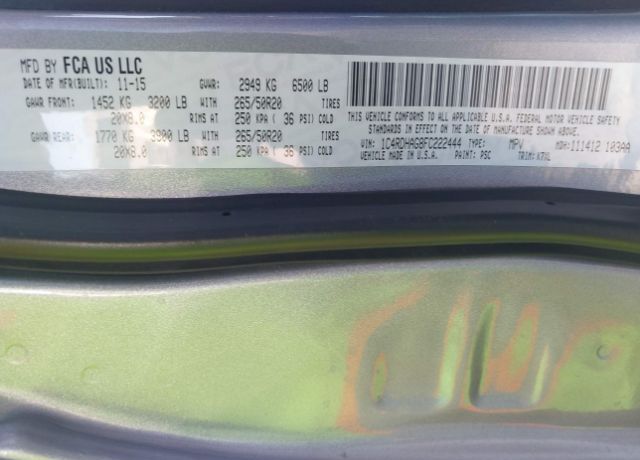 MFD BY FCA US LLC
DATE OF MFR(BUILT): 11-15 GVWR: 2949 KG 6500 LB
GAWR FRONT: 1452 KG 3200 LB WITH 265/50R20 TIRES
20X8.0 RIMS AT 250 KPA ( 36 PSI) COLD
GAWR REAR: 1770 KG 3900 LB WITH 265/50R20 TIRES
20X8.0 RIMS AT 250 KPA ( 36 PSI) COLD
THIS VEHICLE CONFORMS TO ALL APPLICABLE U.S.A. FEDERAL MOTOR VEHICLE SAFETY
STANDARDS IN EFFECT ON THE DATE OF MANUFACTURE SHOWN ABOVE.
VIN: 1C4RDHAG8FC222444 TYPE: MPV MDH: 111412 103AA
VEHICLE MADE IN U.S.A. PAINT: PSC TRIM: K7XL